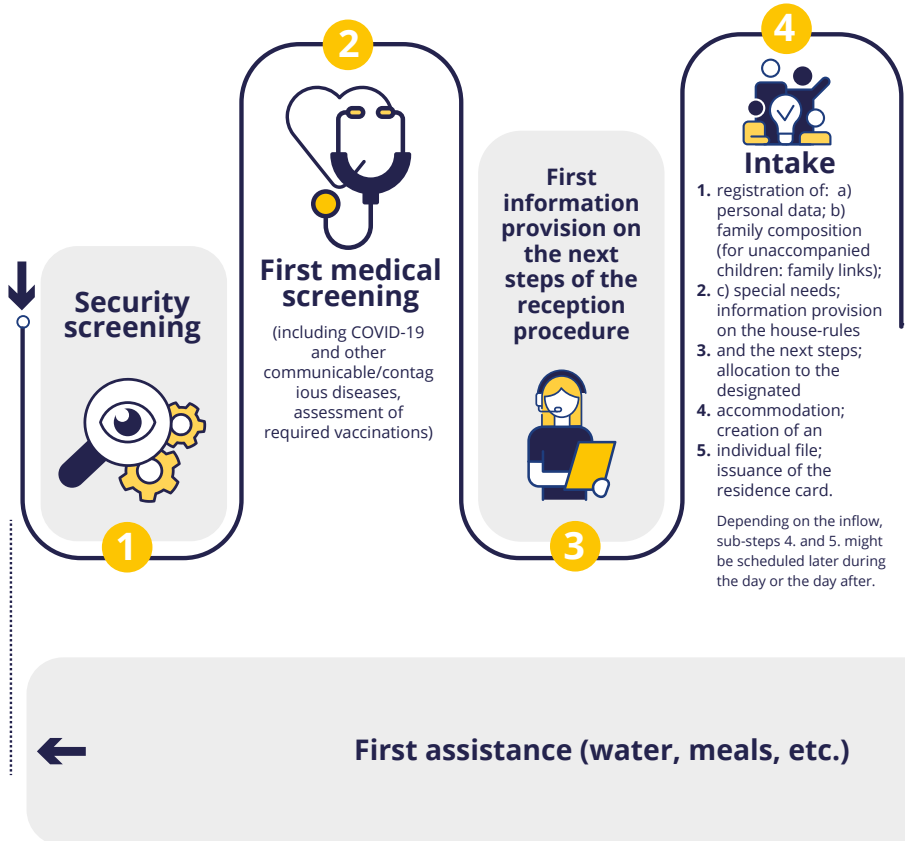 1
Security
screening
2
First medical
screening
(including COVID-19
and other
communicable/contag
ious diseases,
assessment of
required vaccinations)
3
First
information
provision on
the next
steps of the
reception
procedure
4
Intake
1. registration of: a)
personal data; b)
family composition
(for unaccompanied
children: family links);
2. c) special needs;
information provision
on the house-rules
3. and the next steps;
allocation to the
designated
4. accommodation;
creation of an
5. individual file;
issuance of the
residence card.
Depending on the inflow,
sub-steps 4. and 5. might
be scheduled later during
the day or the day after.
First assistance (water, meals, etc.)